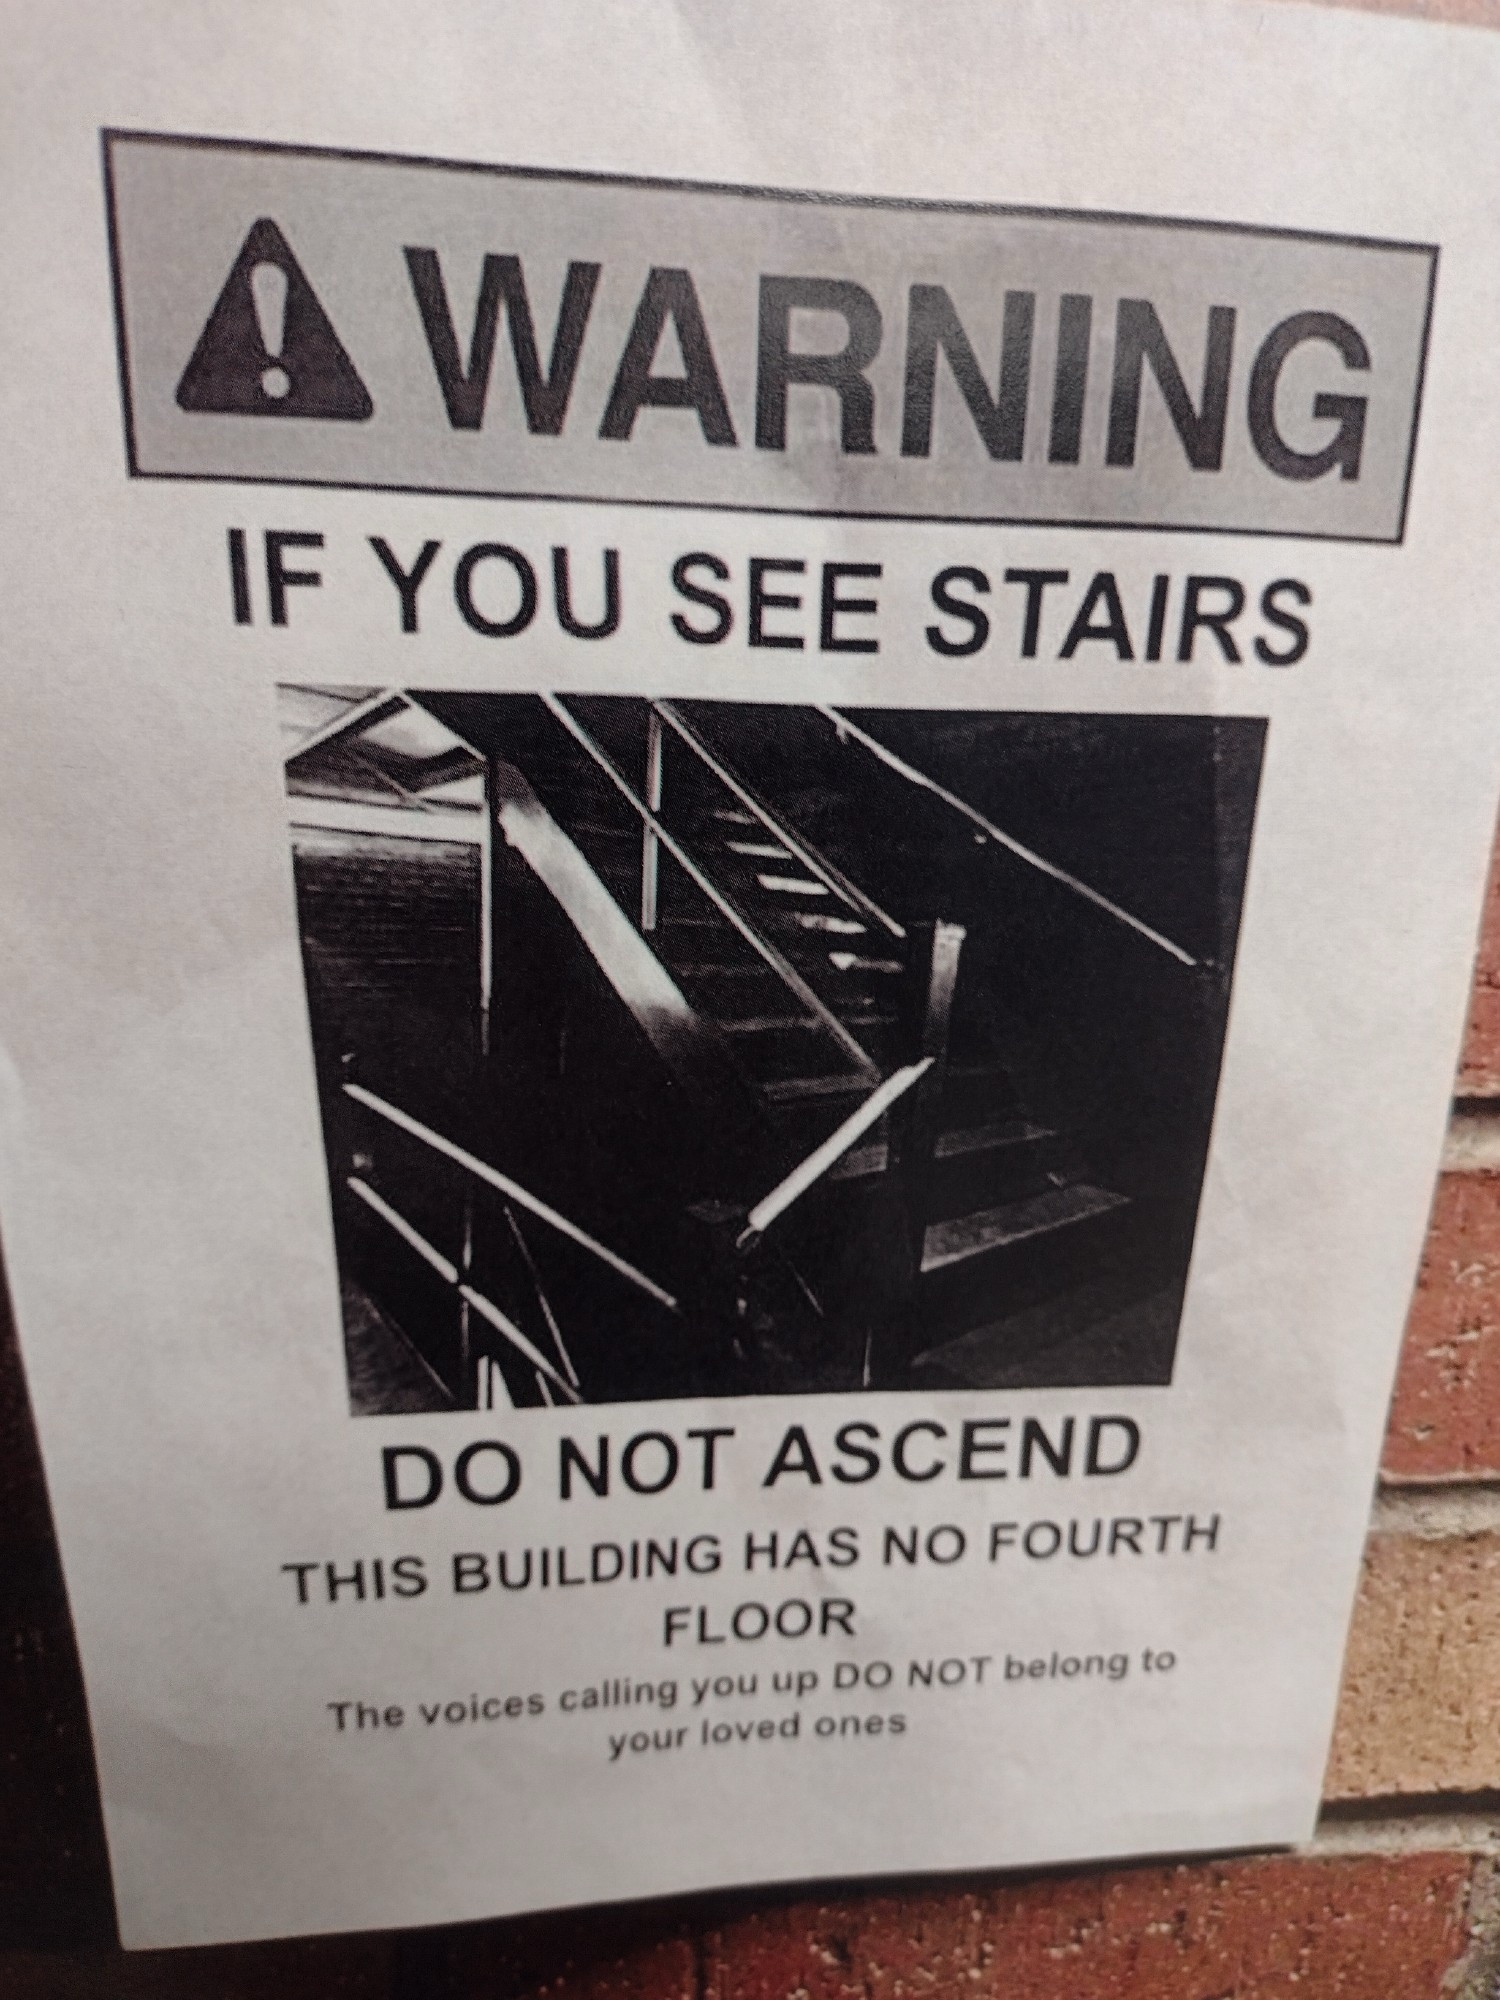 WARNING
IF YOU SEE STAIRS
DO NOT ASCEND
THIS BUILDING HAS NO FOURTH
FLOOR
The voices calling you up DO NOT belong to
your loved ones